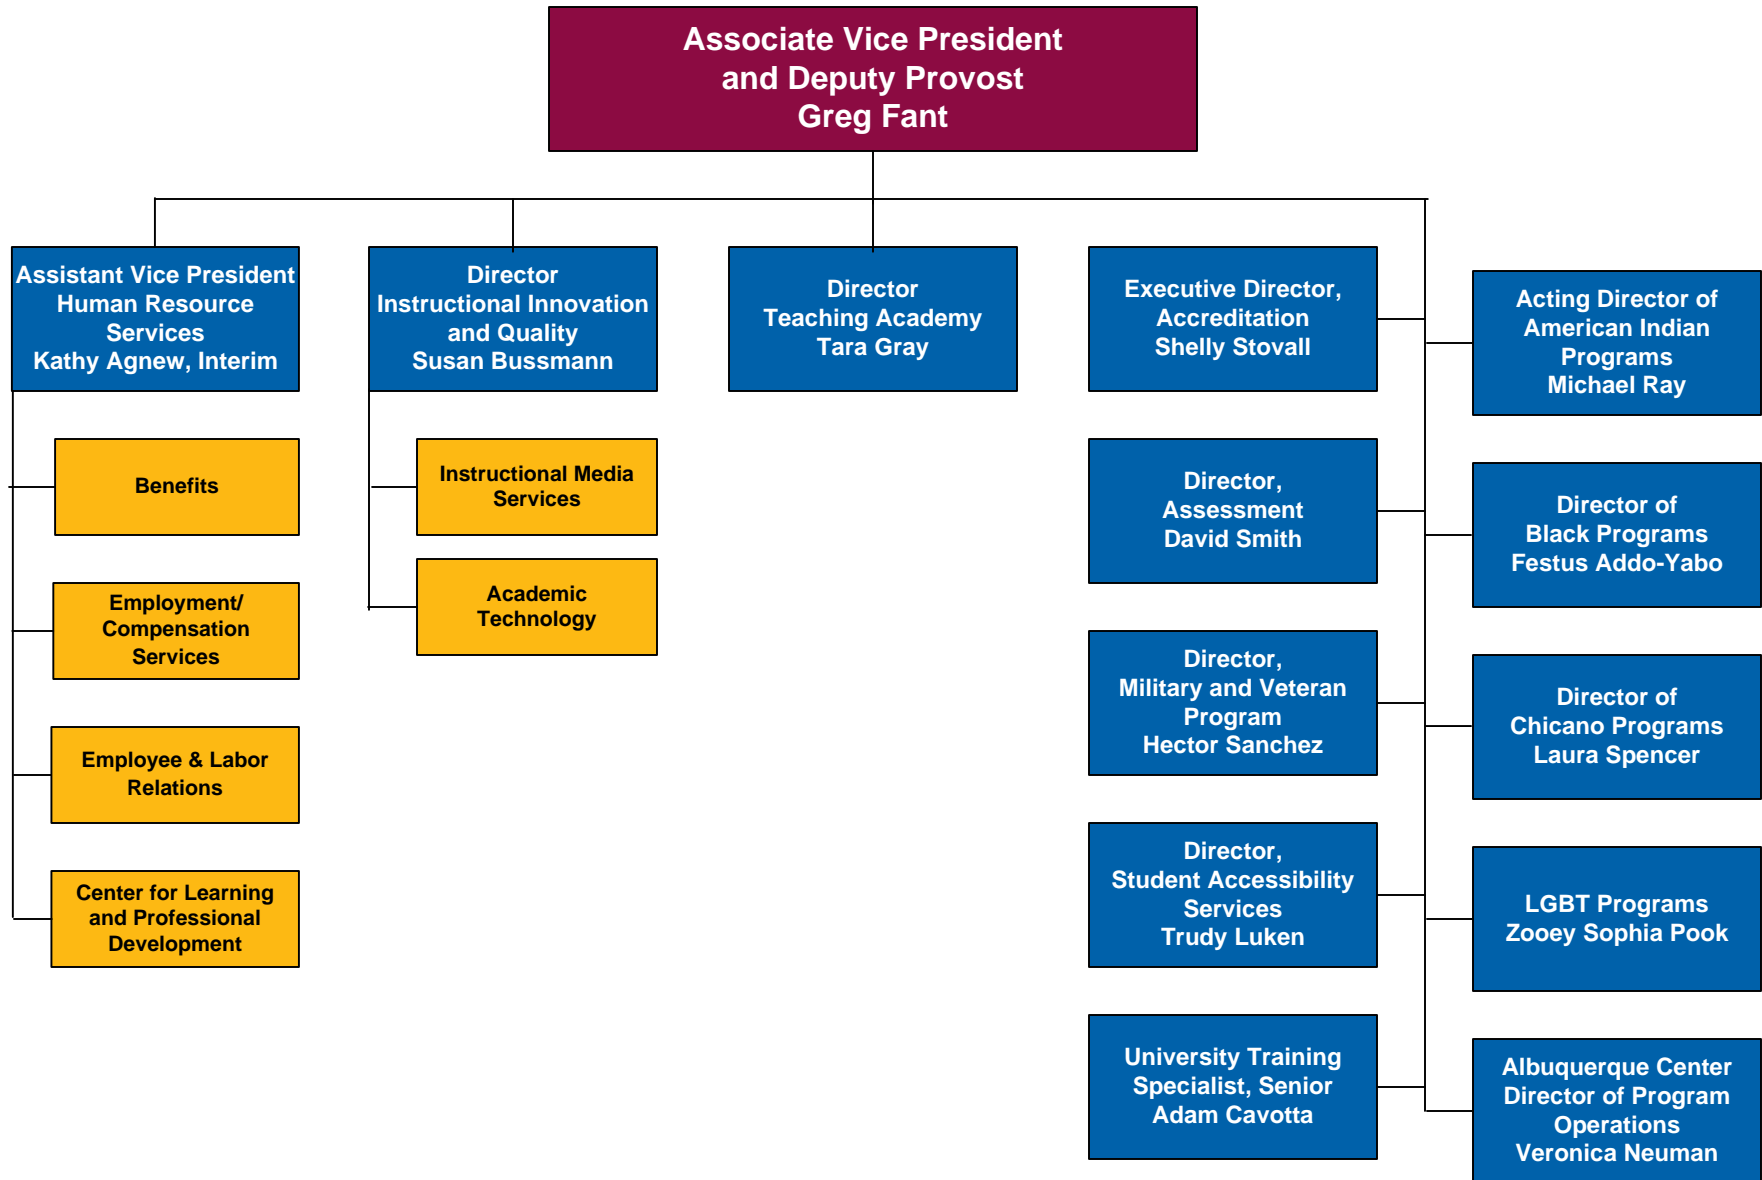 Associate Vice President
and Deputy Provost
Greg Fant
Assistant Vice President
Human Resource
Services
Kathy Agnew, Interim
Benefits
Employment/
Compensation
Services
Employee & Labor
Relations
Center for Learning
and Professional
Development
Director
Instructional Innovation
and Quality
Susan Bussmann
Instructional Media
Services
Academic
Technology
Director
Teaching Academy
Tara Gray
Executive Director,
Accreditation
Shelly Stovall
Director,
Assessment
David Smith
Director,
Military and Veteran
Program
Hector Sanchez
Director,
Student Accessibility
Services
Trudy Luken
University Training
Specialist, Senior
Adam Cavotta
Acting Director of
American Indian
Programs
Michael Ray
Director of
Black Programs
Festus Addo-Yabo
Director of
Chicano Programs
Laura Spencer
LGBT Programs
Zooey Sophia Pook
Albuquerque Center
Director of Program
Operations
Veronica Neuman